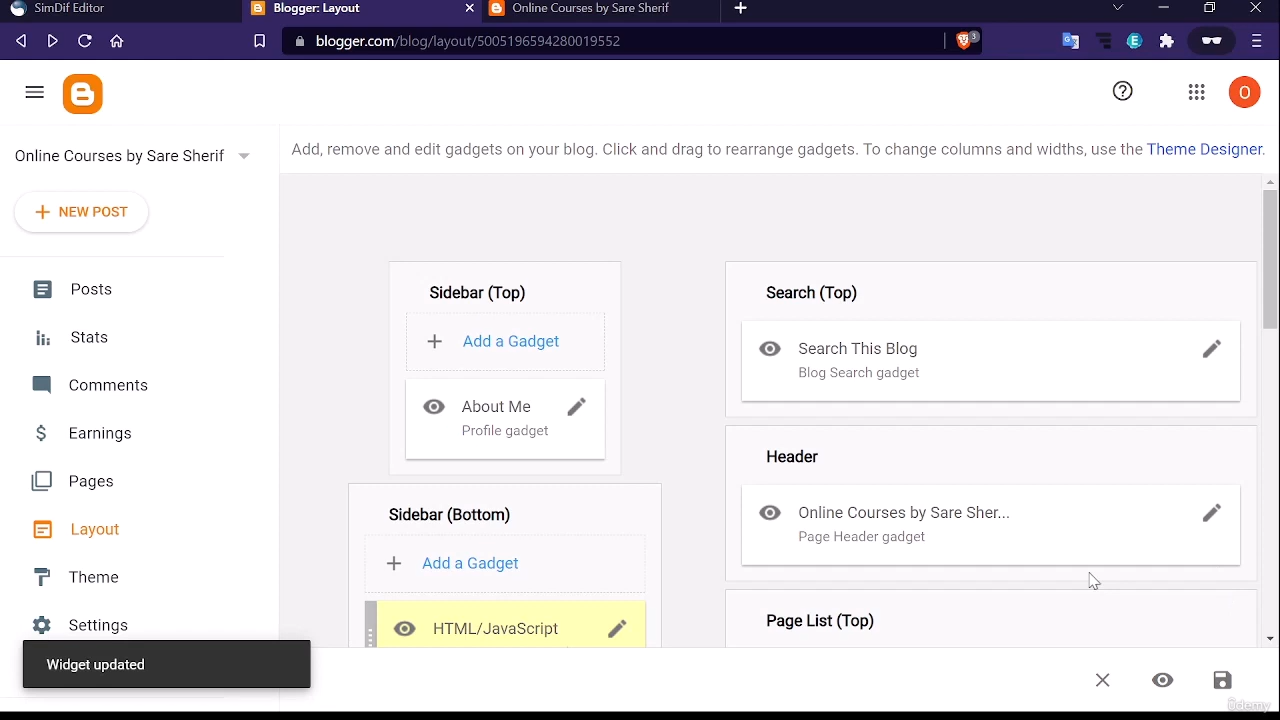 SimDif Editor
Blogger: Layout
Online Courses by Sare Sherif
blogger.com/blog/layout/5005196594280019552
3
E
O
Online Courses by Sare Sherif
Add, remove and edit gadgets on your blog. Click and drag to rearrange gadgets. To change columns and widths, use the Theme Designer.
NEW POST
Posts
Stats
Comments
Earnings
Pages
Layout
Theme
Settings
Widget updated
Sidebar (Top)
Add a Gadget
About Me
Profile gadget
Sidebar (Bottom)
Add a Gadget
HTML/JavaScript
Search (Top)
Search This Blog
Blog Search gadget
Header
Online Courses by Sare Sher...
Page Header gadget
Page List (Top)
Udemy